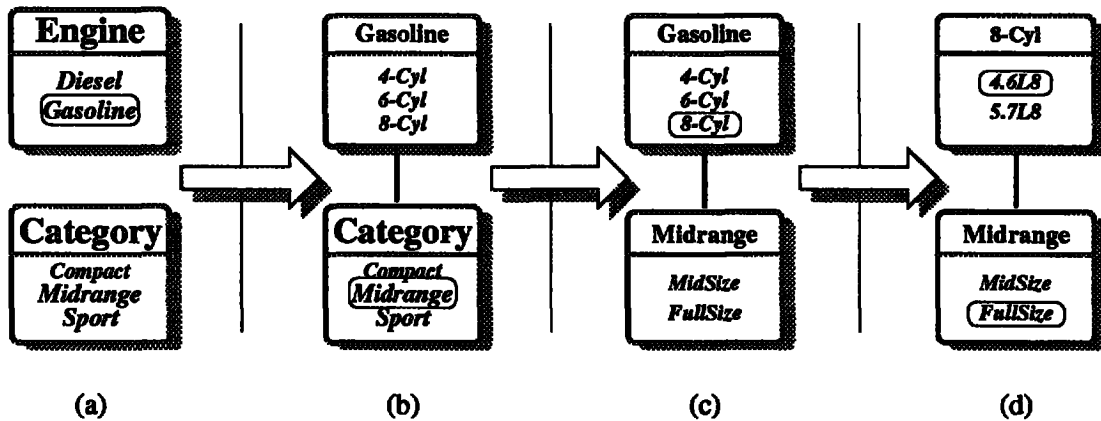 Engine
Diesel
Gasoline
Category
Compact
Midrange
Sport
(a)
Gasoline
4-Cyl
6-Cyl
8-Cyl
Category
Compact
Midrange
Sport
(b)
Gasoline
4-Cyl
6-Cyl
8-Cyl
Midrange
MidSize
FullSize
(c)
8-Cyl
4.6L8
5.7L8
Midrange
MidSize
FullSize
(d)